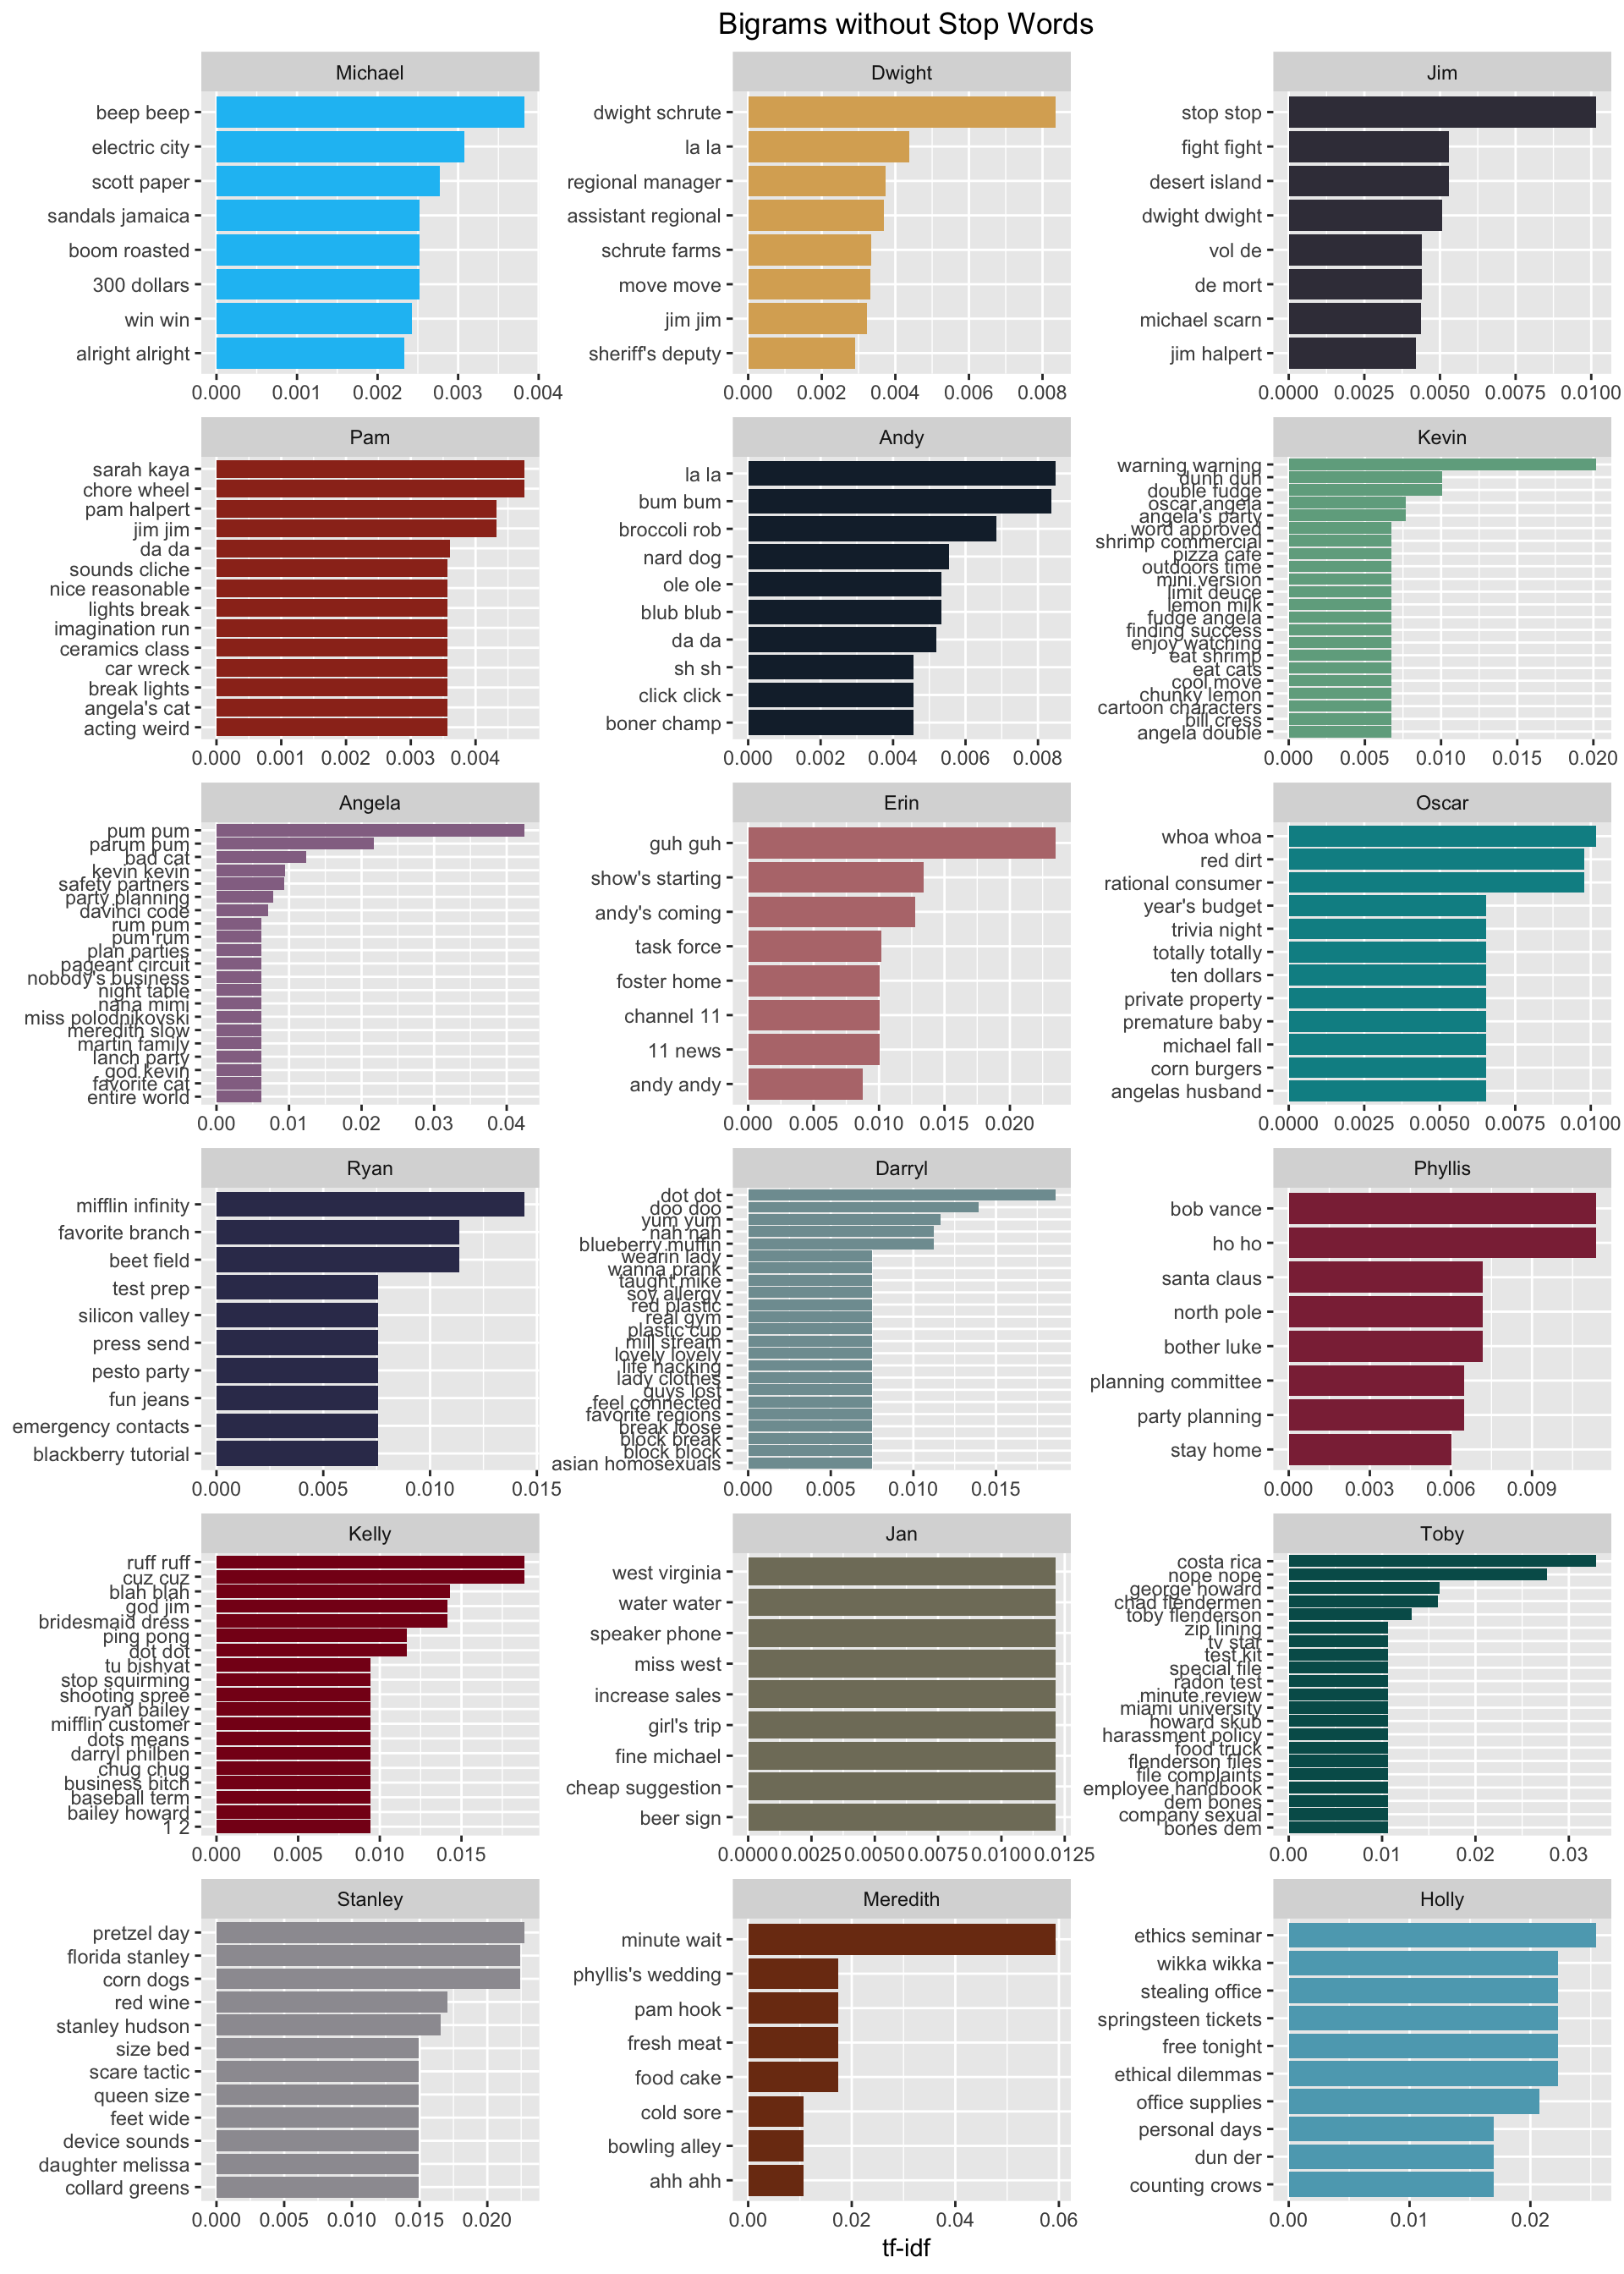 Bigrams without Stop Words
Michael
beep beep
electric city
scott paper
sandals jamaica
boom roasted
300 dollars
win win
alright alright
0.000 0.001 0.002 0.003 0.004
Dwight
dwight schrute
la la
regional manager
assistant regional
schrute farms
move move
jim jim
sheriff's deputy
0.000 0.002 0.004 0.006 0.008
Jim
stop stop
fight fight
desert island
dwight dwight
vol de
de mort
michael scarn
jim halpert
0.0000 0.0025 0.0050 0.0075 0.0100
Pam
sarah kaya
chore wheel
pam halpert
jim jim
da da
sounds cliche
nice reasonable
lights break
imagination run
ceramics class
car wreck
break lights
angela's cat
acting weird
0.000 0.001 0.002 0.003 0.004
Andy
la la
bum bum
broccoli rob
nard dog
ole ole
blub blub
da da
sh sh
click click
boner champ
0.000 0.002 0.004 0.006 0.008
Kevin
warning warning
dunh duh
double fudge
oscar angela
angela's party
word approved
shrimp commercial
pizza cafe
outdoors time
mini version
limit deuce
lemon milk
fudge angela
finding success
enjoy watching
eat shrimp
eat cats
cool move
chunky lemon
cartoon characters
bill cress
angela double
0.000 0.005 0.010 0.015 0.020
Angela
pum pum
parum pum
bad cat
kevin kevin
safety partners
party planning
davinci code
rum pum
pum rum
plan parties
pageant circuit
nobody's business
night table
nana mimi
miss polodnikovski
meredith slow
martin family
lanch party
god kevin
favorite cat
entire world
0.00 0.01 0.02 0.03 0.04
Erin
guh guh
show's starting
andy's coming
task force
foster home
channel 11
11 news
andy andy
0.000 0.005 0.010 0.015 0.020
Oscar
whoa whoa
red dirt
rational consumer
year's budget
trivia night
totally totally
ten dollars
private property
premature baby
michael fall
corn burgers
angelas husband
0.0000 0.0025 0.0050 0.0075 0.0100
Ryan
mifflin infinity
favorite branch
beet field
test prep
silicon valley
press send
pesto party
fun jeans
emergency contacts
blackberry tutorial
0.000 0.005 0.010 0.015
Darryl
dot dot
doo doo
yum yum
nah nah
blueberry muffin
wearin lady
wanna prank
taught mike
soy allergy
red plastic
real gym
plastic cup
mill stream
lovely lovely
life hacking
lady clothes
guys lost
feel connected
favorite regions
break loose
block break
block block
asian homosexuals
0.000 0.005 0.010 0.015
Phyllis
bob vance
ho ho
santa claus
north pole
bother luke
planning committee
party planning
stay home
0.000 0.003 0.006 0.009
Kelly
ruff ruff
cuz cuz
blah blah
god jim
bridesmaid dress
ping pong
dot dot
tu bishvat
stop squirming
shooting spree
ryan bailey
mifflin customer
dots means
darryl philben
chug chug
business bitch
baseball term
bailey howard
1 2
0.000 0.005 0.010 0.015
Jan
west virginia
water water
speaker phone
miss west
increase sales
girl's trip
fine michael
cheap suggestion
beer sign
0.0000 0.0025 0.0050 0.0075 0.0100 0.0125
Toby
costa rica
nope nope
george howard
chad flendermen
toby flenderson
zip lining
tv star
test kit
special file
radon test
minute review
miami university
howard skub
harassment policy
food truck
flenderson files
file complaints
employee handbook
dem bones
company sexual
bones dem
0.00 0.01 0.02 0.03
Stanley
pretzel day
florida stanley
corn dogs
red wine
stanley hudson
size bed
scare tactic
queen size
feet wide
device sounds
daughter melissa
collard greens
0.000 0.005 0.010 0.015 0.020
Meredith
minute wait
phyllis's wedding
pam hook
fresh meat
food cake
cold sore
bowling alley
ahh ahh
0.00 0.02 0.04 0.06
Holly
ethics seminar
wikka wikka
stealing office
springsteen tickets
free tonight
ethical dilemmas
office supplies
personal days
dun der
counting crows
0.00 0.01 0.02
tf-idf